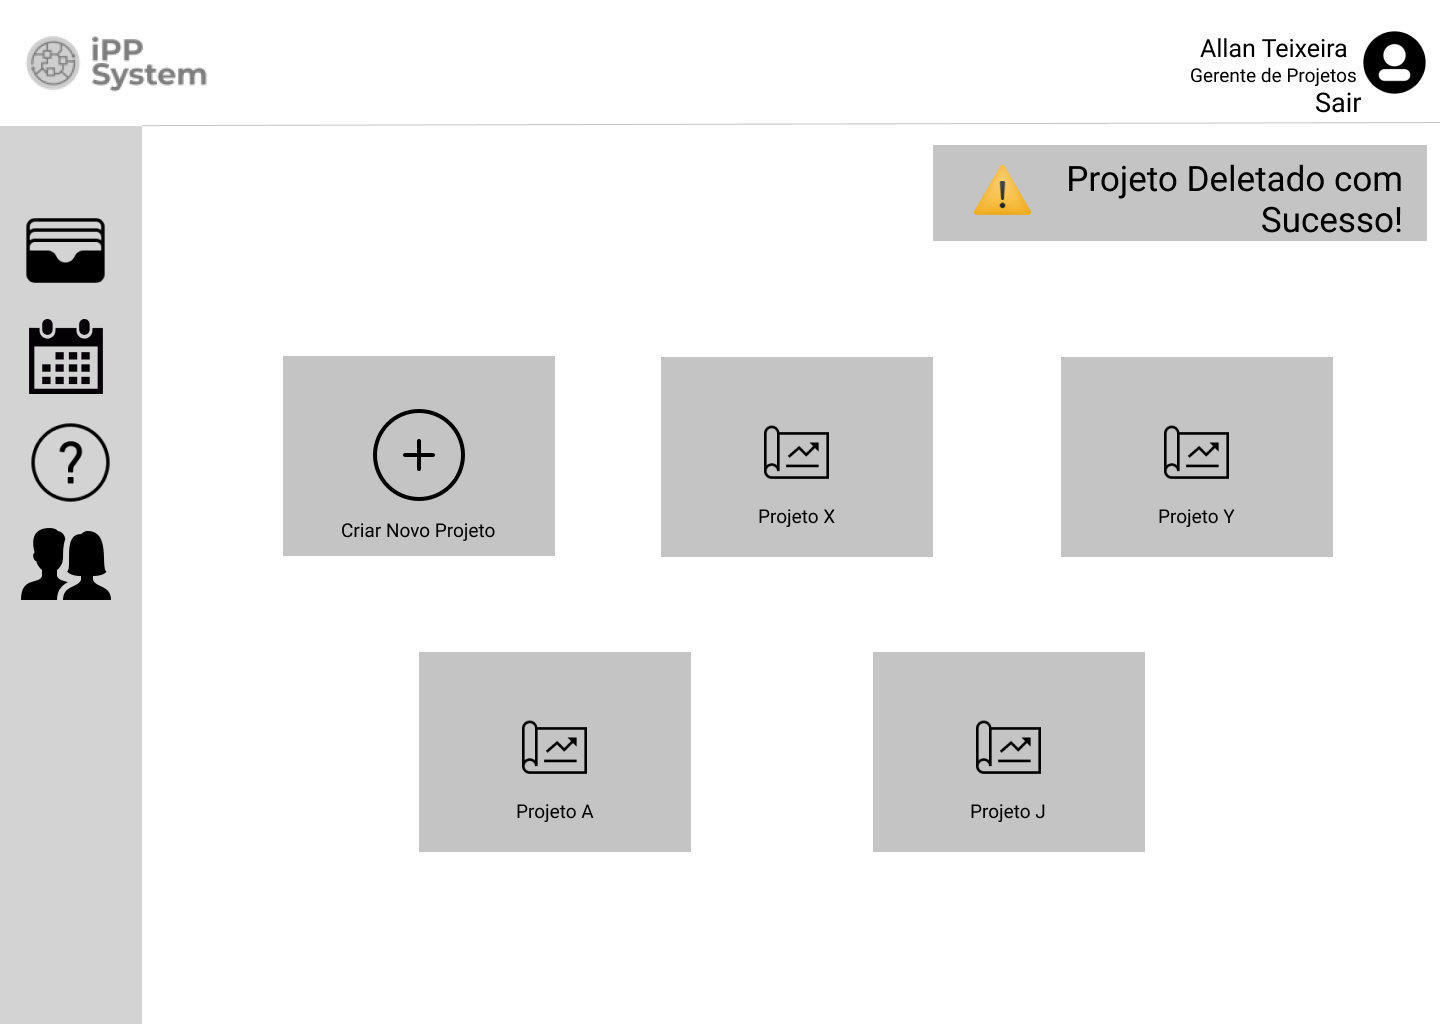 iPP
System
Allan Teixeira
Gerente de Projetos
Sair
Projeto Deletado com
Sucesso!
?
Criar Novo Projeto
Projeto X
Projeto Y
Projeto A
Projeto J